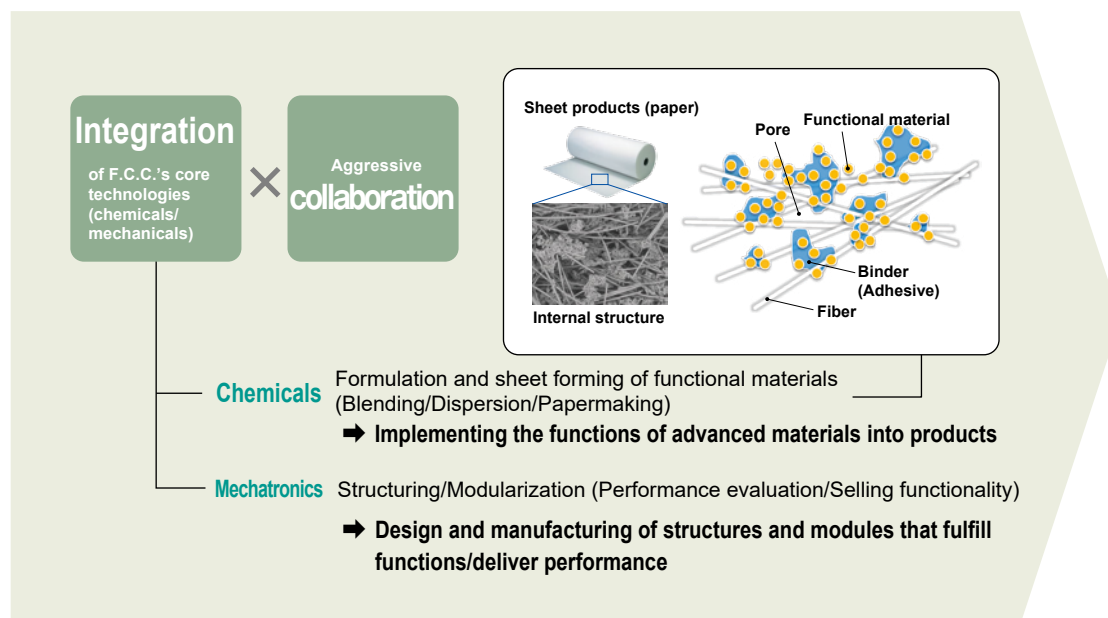 Integration
of F.C.C.'s core
technologies
(chemicals/
mechanicals)
×
Aggressive
collaboration
Sheet products (paper)
Internal structure
Pore
Functional material
Binder
(Adhesive)
Fiber
Chemicals
Formulation and sheet forming of functional materials
(Blending/Dispersion/Papermaking)
➡ Implementing the functions of advanced materials into products
Mechatronics
Structuring/Modularization (Performance evaluation/Selling functionality)
➡ Design and manufacturing of structures and modules that fulfill
functions/deliver performance